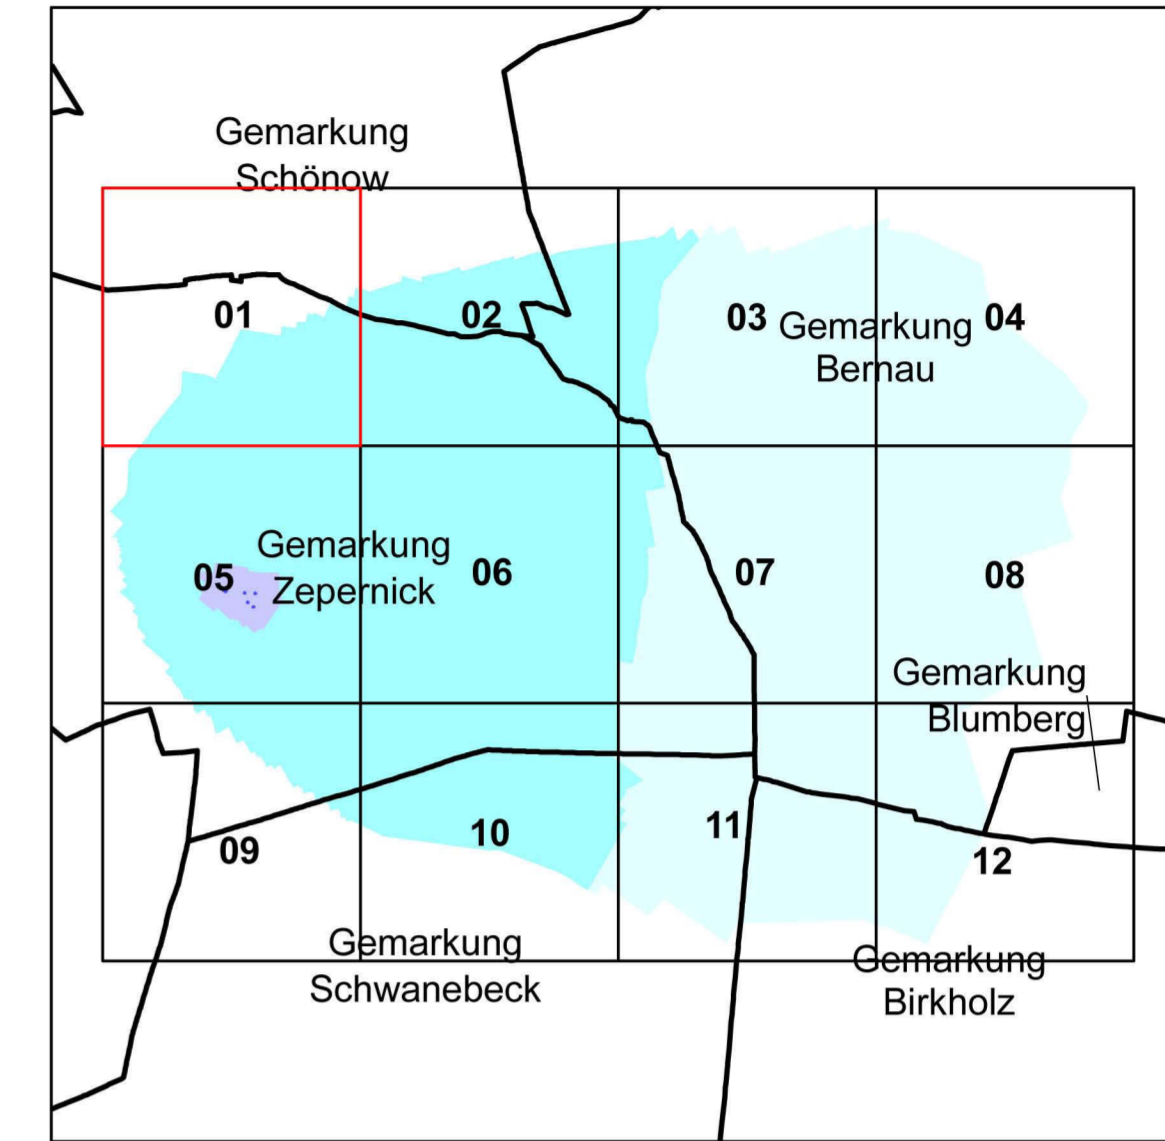 Gemarkung
Schönow
01
02
03
Gemarkung
Bernau
04
05
Gemarkung
Zepernick
06
07
08
Gemarkung
Blumberg
09
10
11
12
Gemarkung
Schwanebeck
Gemarkung
Birkholz